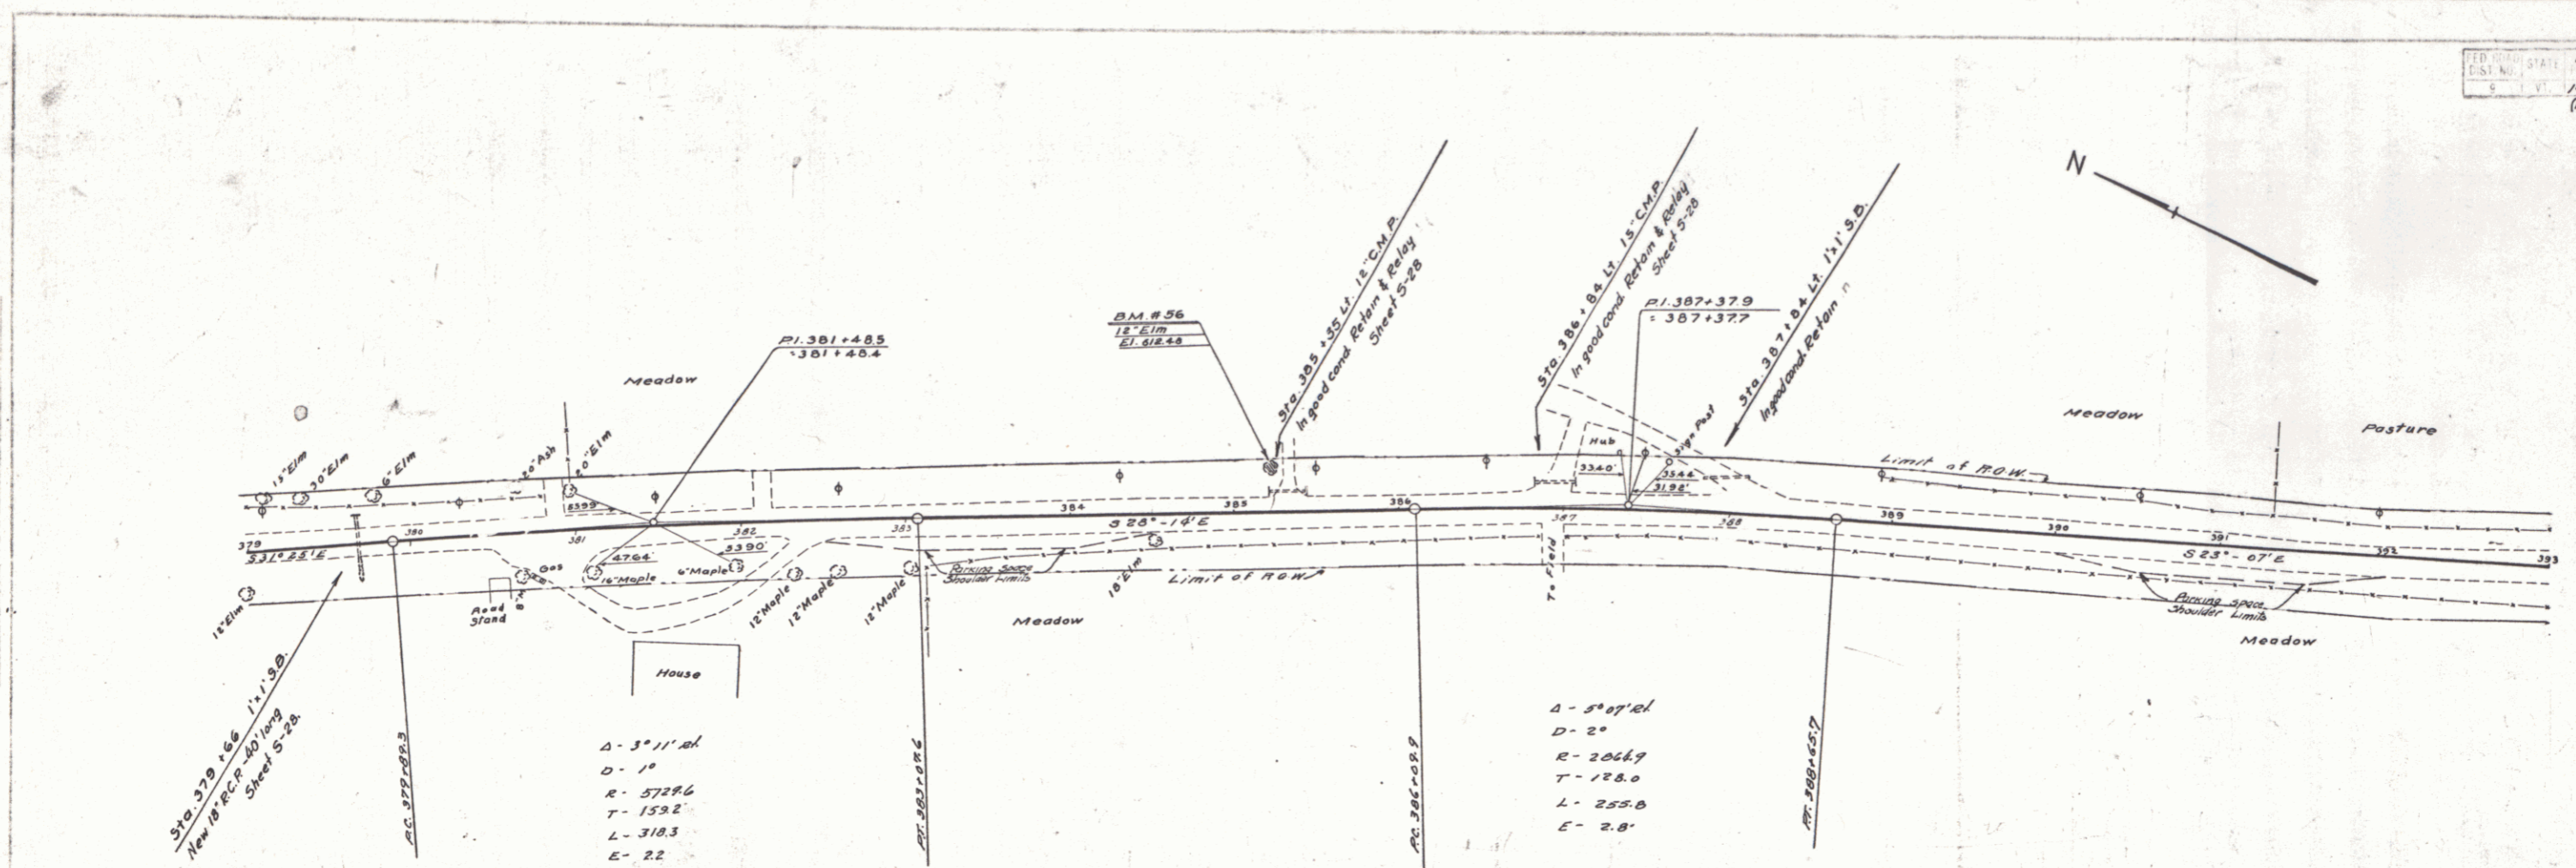 FED. ROAD DIST. NO.
STATE
9
VT.
N
Sta. 385 + 35 Lt. 12" C.M.P.
In good cond. Retain & Relay
Sheet S-28
Sta. 386 + 84 Lt. 15" C.M.P.
In good cond. Retain & Relay
Sheet S-28
Sta. 387 + 84 Lt. 1'x1' S.B.
In good cond. Retain
P.I. 381 + 48.5
= 381 + 48.4
B.M. #56
12" Elm
El. 612.48
P.I. 387 + 37.9
= 387 + 37.7
Meadow
Meadow
Pasture
15" Elm
30" Elm
6" Elm
20" Ash
20" Elm
Hub
Sign Post
33.40'
35.44
31.92'
Limit of R.O.W.
53.99
379
380
381
382
383
384
385
386
387
388
389
390
391
392
393
S 31° 25' E
S 28° - 14' E
S 23° - 07' E
47.64'
53.90'
16" Maple
6" Maple
12" Maple
12" Maple
12" Maple
Gas
Road
Stand
12" Elm
Parking Space
Shoulder Limits
18" Elm
Limit of R.O.W.
To Field
Parking Space
Shoulder Limits
Meadow
Meadow
House
Sta. 379 + 66 1'x1' S.B.
New 18" R.C.P. - 40' long
Sheet S-28.
P.C. 379+89.3
P.T. 383+07.6
P.C. 386+09.9
P.T. 388+65.7
Δ - 3° 11' Rt.
D - 1°
R - 5729.6
T - 159.2'
L - 318.3
E - 2.2
Δ - 5° 07' Rt
D - 2°
R - 2864.9
T - 128.0
L - 255.8
E - 2.8'